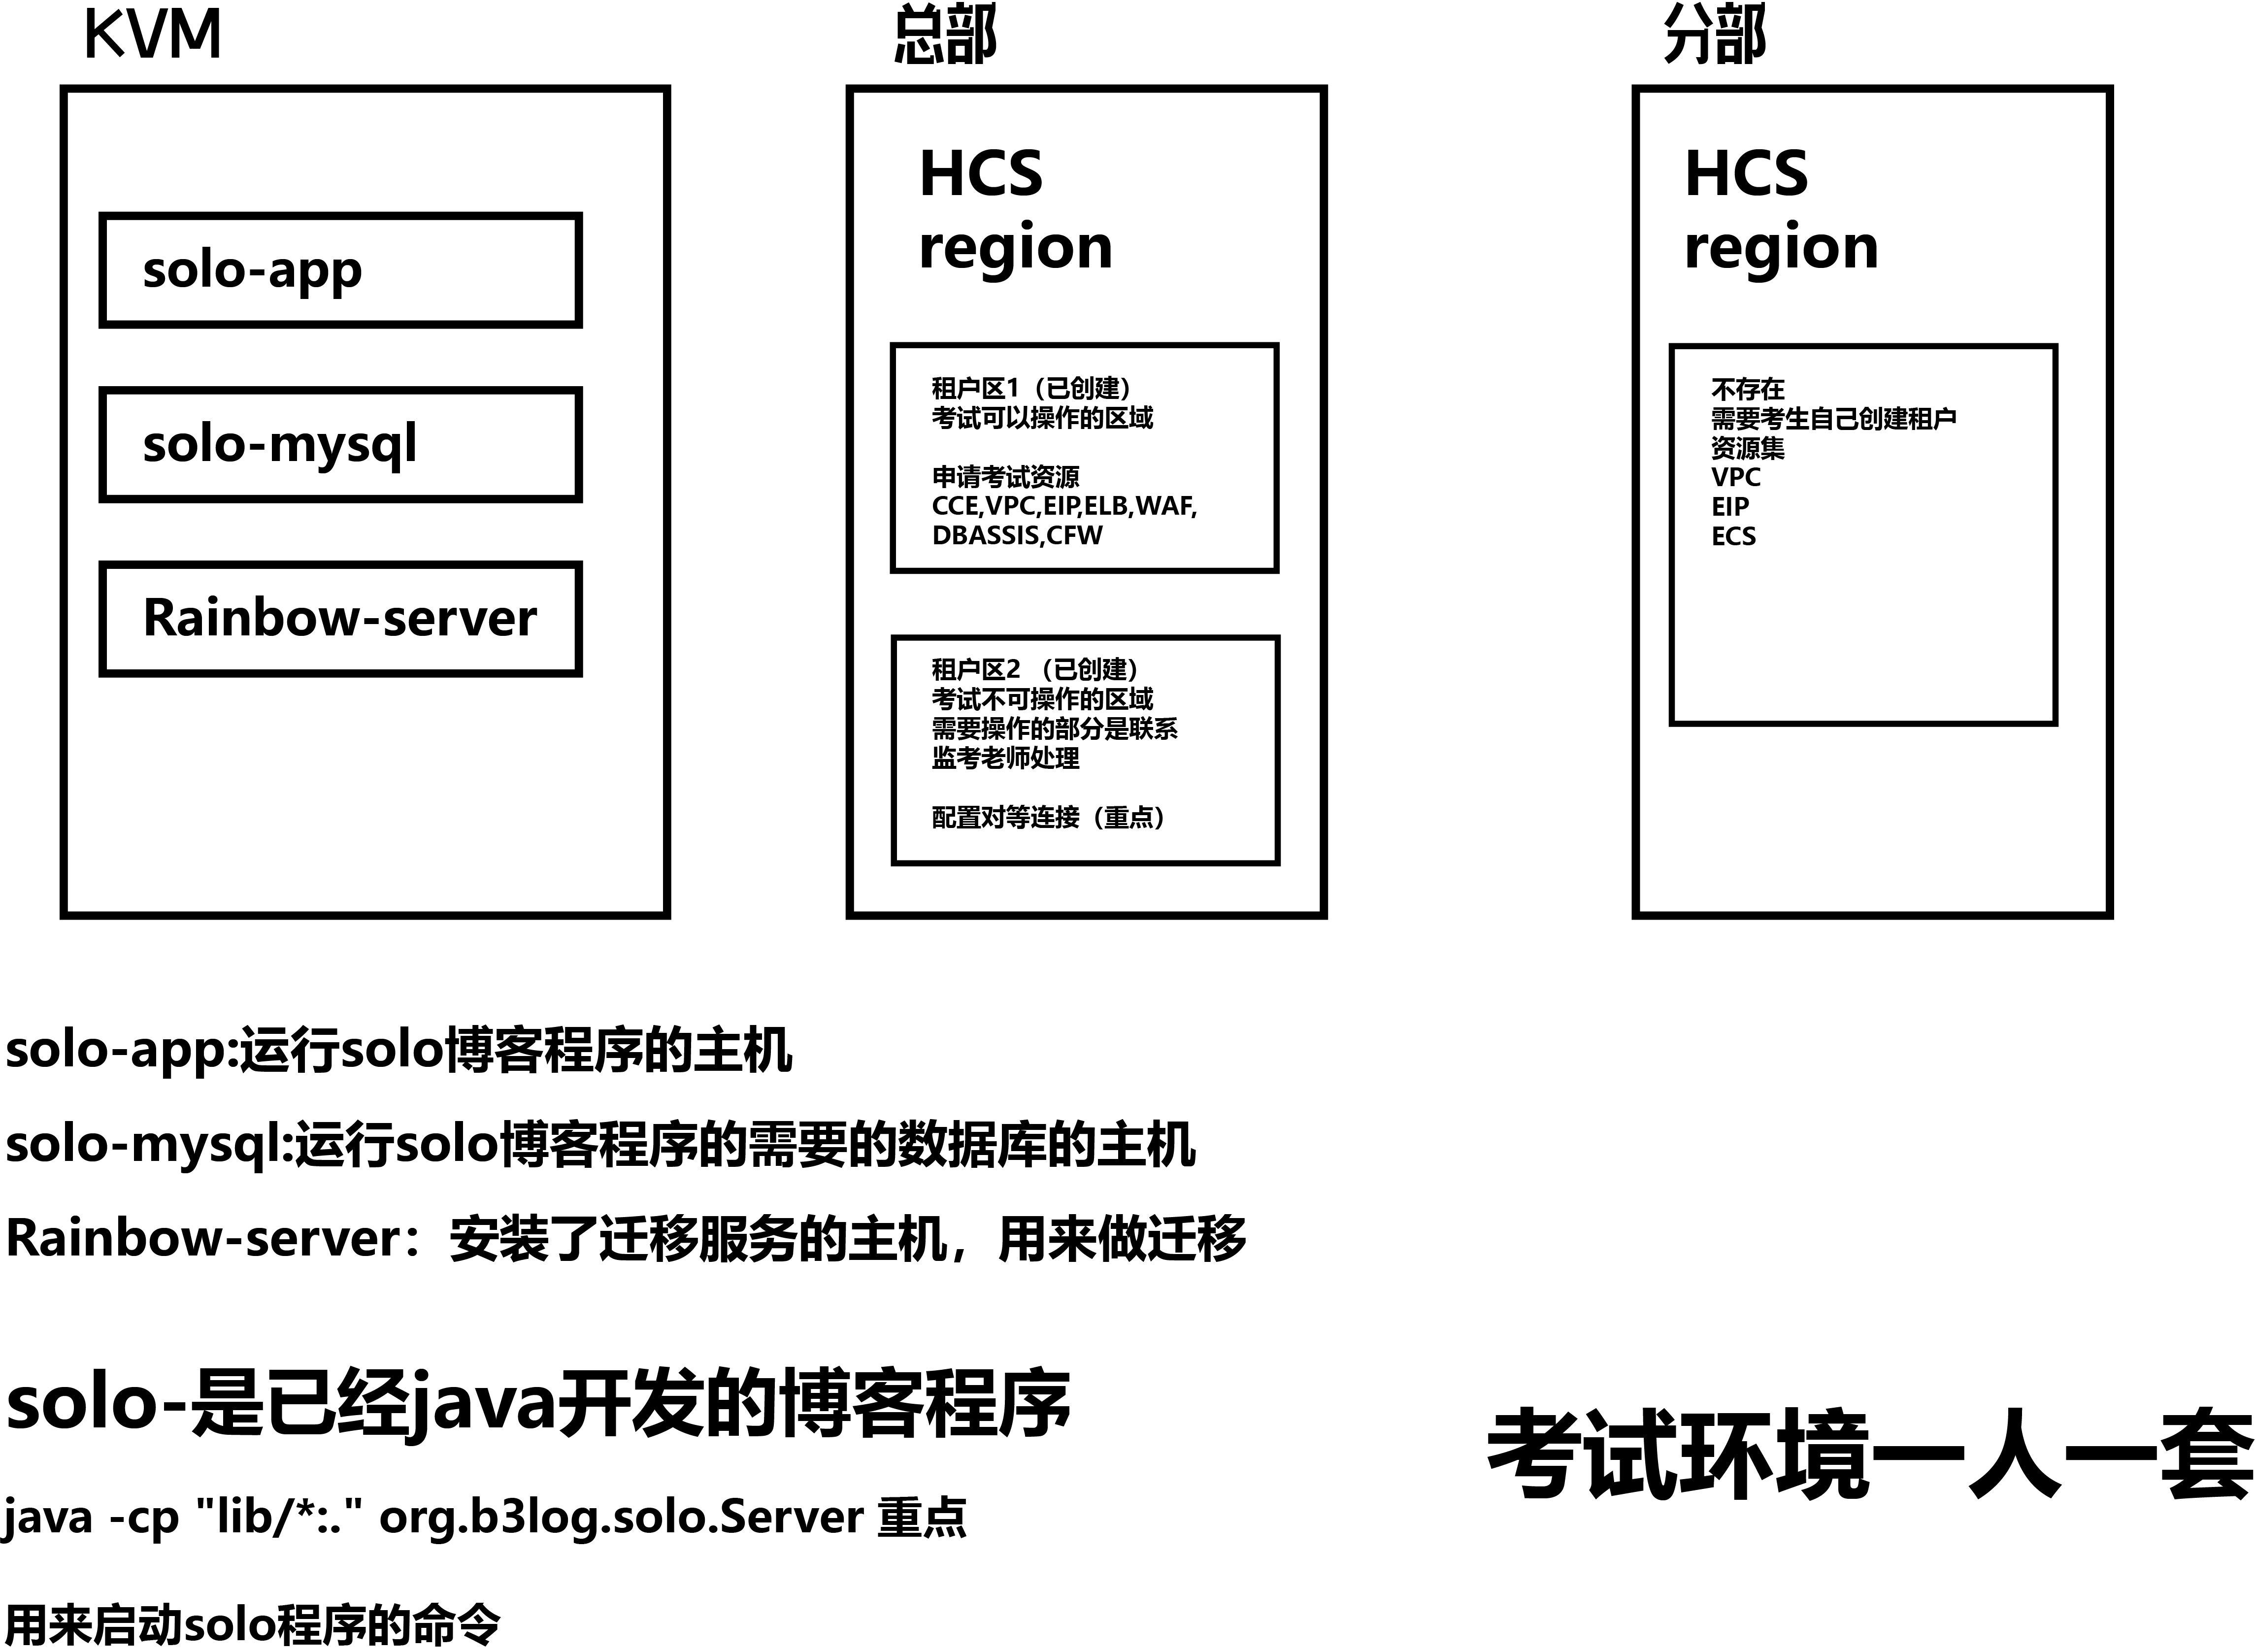 KVM
solo-app
solo-mysql
Rainbow-server
总部
HCS
region
租户区1（已创建）
考试可以操作的区域
申请考试资源
CCE,VPC,EIP,ELB,WAF,
DBASSIS,CFW
租户区2 （已创建）
考试不可操作的区域
需要操作的部分是联系
监考老师处理
配置对等连接（重点）
分部
HCS
region
不存在
需要考生自己创建租户
资源集
VPC
EIP
ECS
solo-app:运行solo博客程序的主机
solo-mysql:运行solo博客程序的需要的数据库的主机
Rainbow-server：安装了迁移服务的主机，用来做迁移
solo-是已经java开发的博客程序
java -cp "lib/*:." org.b3log.solo.Server 重点
用来启动solo程序的命令
考试环境一人一套